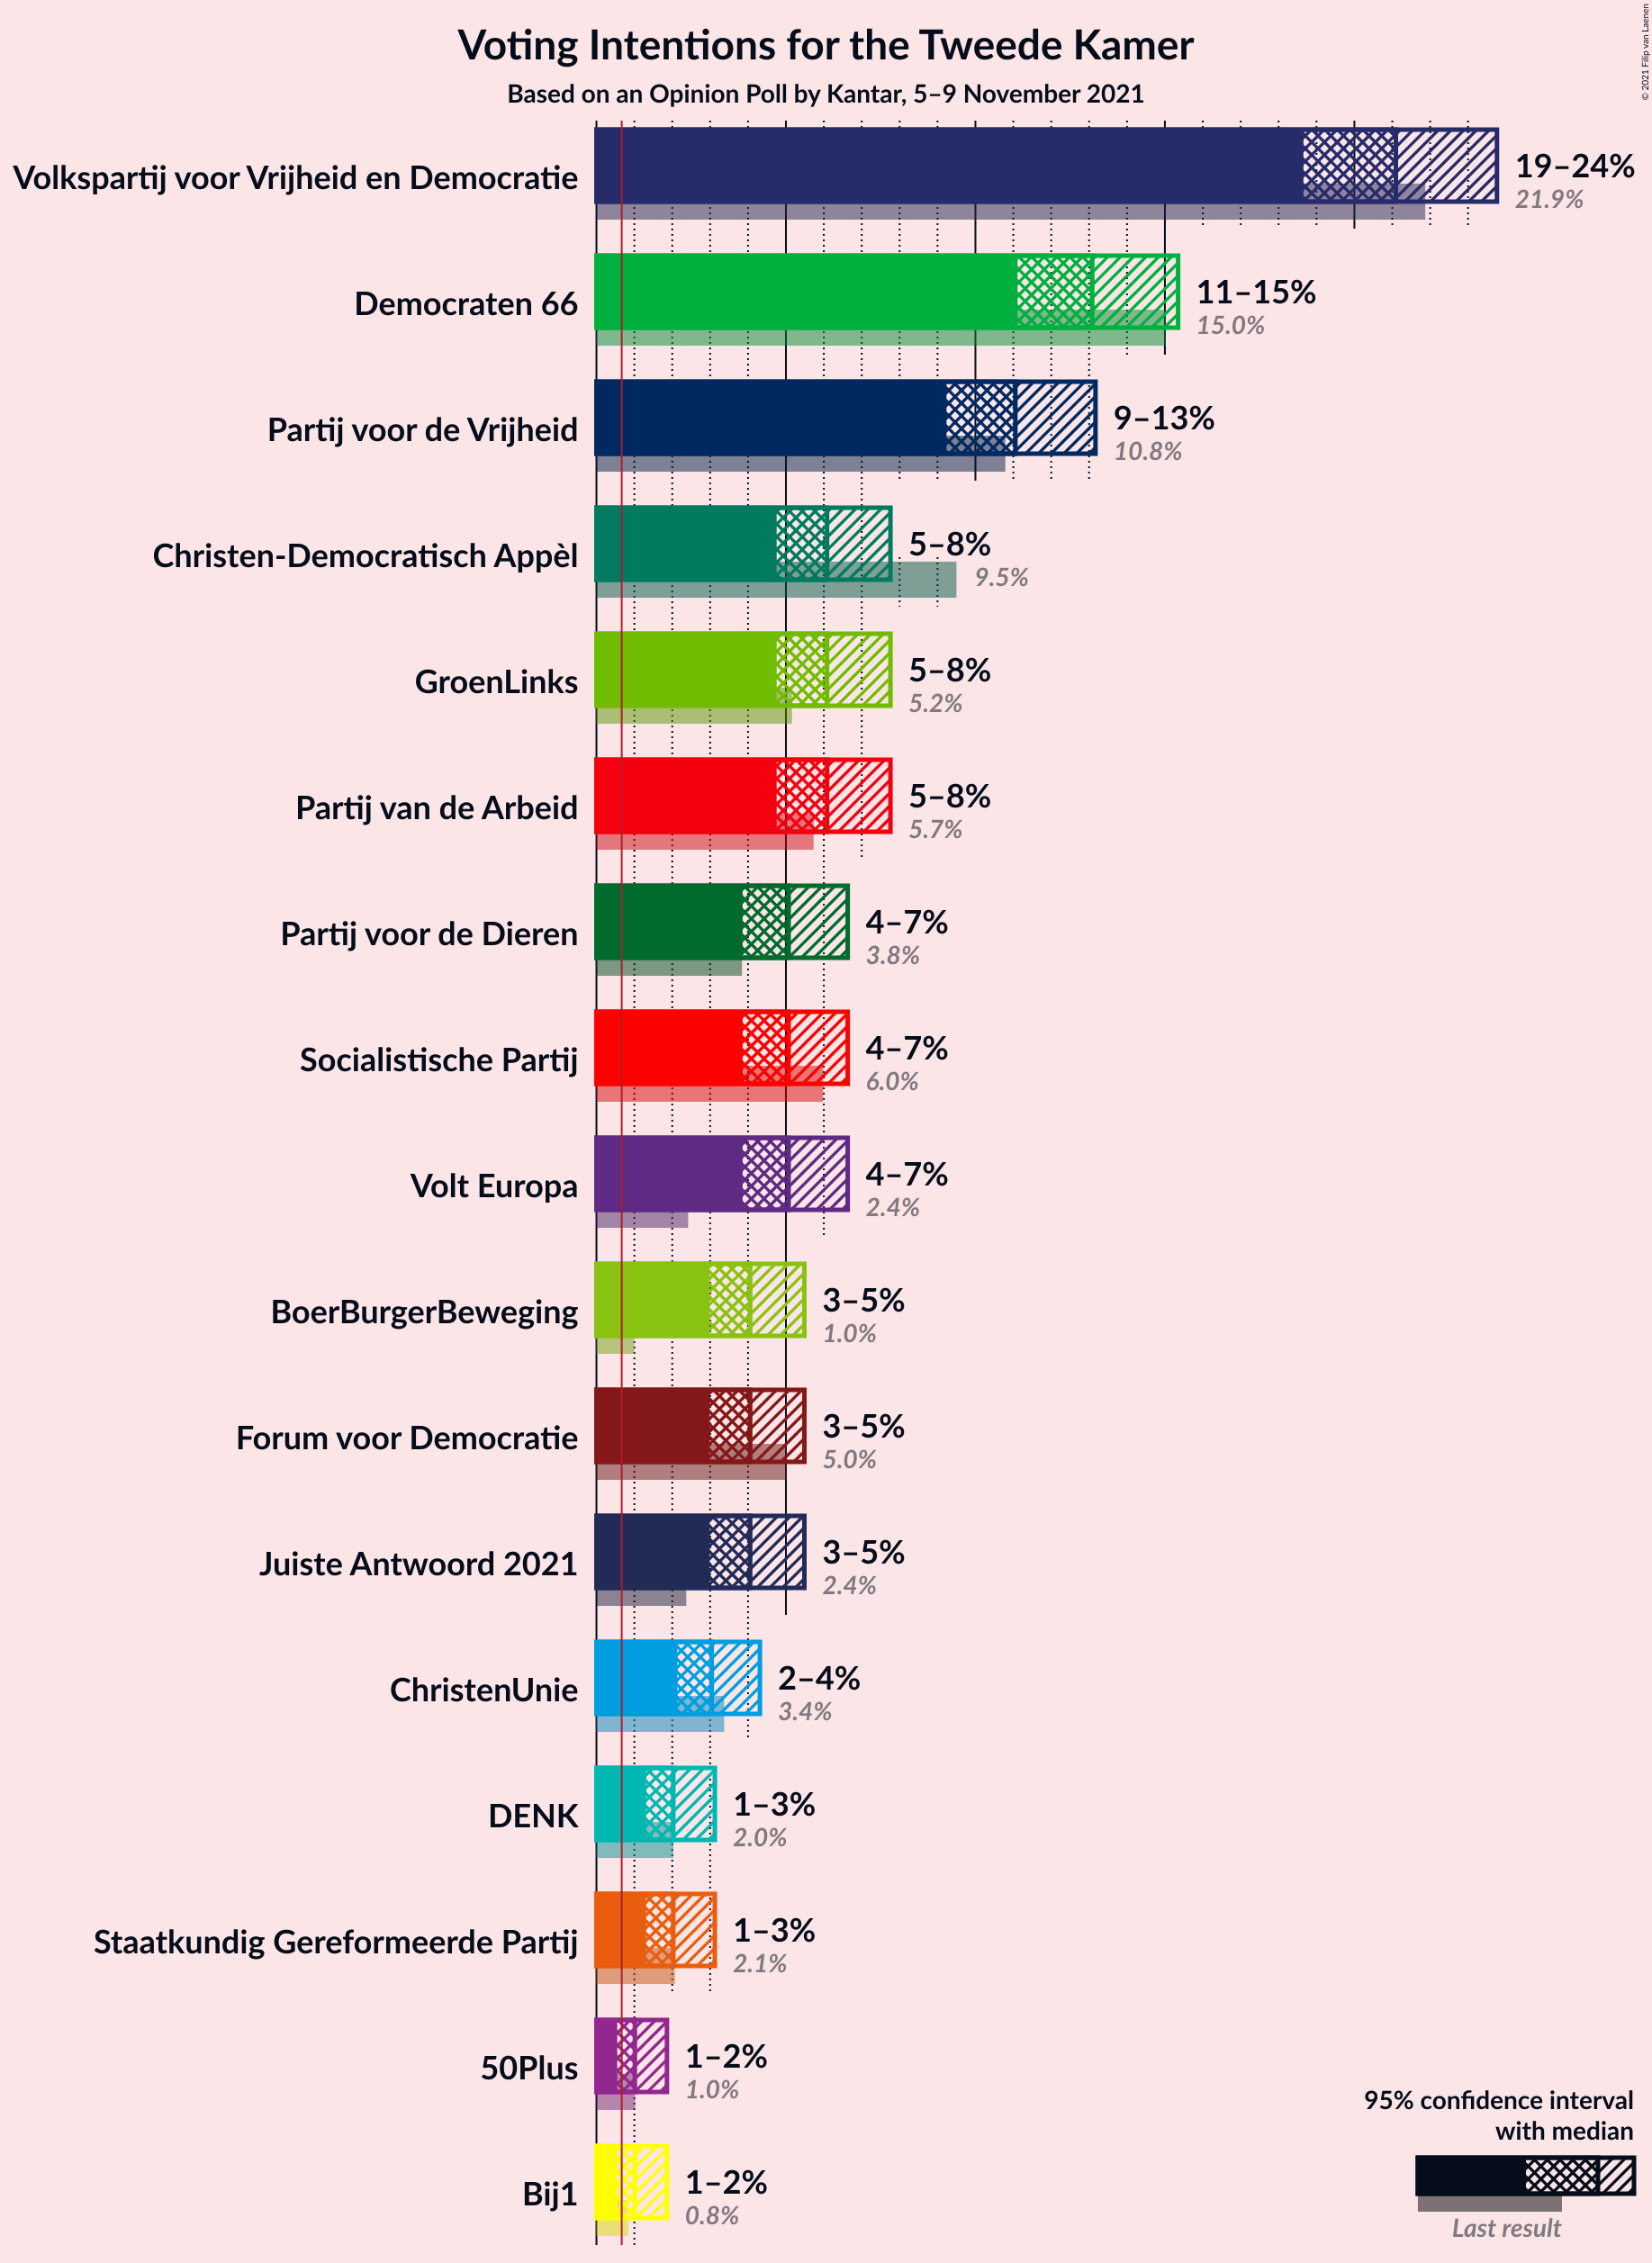 Voting Intentions for the Tweede Kamer
Based on an Opinion Poll by Kantar, 5–9 November 2021
© 2021 Filip van Laenen
Volkspartij voor Vrijheid en Democratie
19–24%
21.9%
Democraten 66
11–15%
15.0%
Partij voor de Vrijheid
9–13%
10.8%
Christen-Democratisch Appèl
5–8%
9.5%
GroenLinks
5–8%
5.2%
Partij van de Arbeid
5–8%
5.7%
Partij voor de Dieren
4–7%
3.8%
Socialistische Partij
4–7%
6.0%
Volt Europa
4–7%
2.4%
BoerBurgerBeweging
3–5%
1.0%
Forum voor Democratie
3–5%
5.0%
Juiste Antwoord 2021
3–5%
2.4%
ChristenUnie
2–4%
3.4%
DENK
1–3%
2.0%
Staatkundig Gereformeerde Partij
1–3%
2.1%
50Plus
1–2%
1.0%
Bij1
1–2%
0.8%
95% confidence interval
with median
Last result